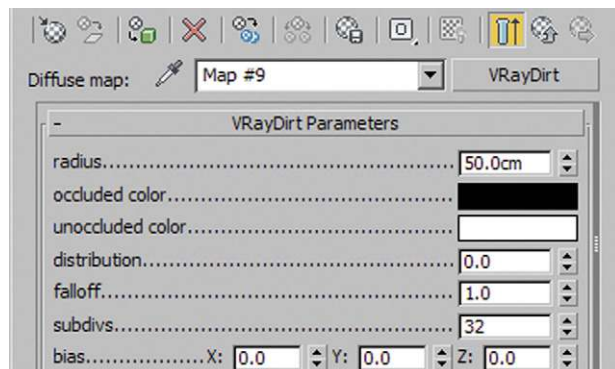 Diffuse map: Map #9 VRayDirt
- VRayDirt Parameters
radius........................................................ 50.0cm
occluded color.............................................
unoccluded color..........................................
distribution.................................................. 0.0
falloff......................................................... 1.0
subdivs....................................................... 32
bias.................X: 0.0 Y: 0.0 Z: 0.0